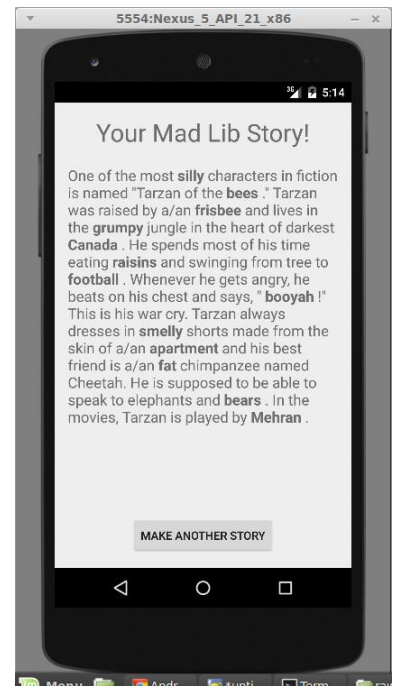 5554:Nexus_5_API_21_x86
3G 5:14
Your Mad Lib Story!
One of the most silly characters in fiction
is named "Tarzan of the bees ." Tarzan
was raised by a/an frisbee and lives in
the grumpy jungle in the heart of darkest
Canada . He spends most of his time
eating raisins and swinging from tree to
football . Whenever he gets angry, he
beats on his chest and says, " booyah !"
This is his war cry. Tarzan always
dresses in smelly shorts made from the
skin of a/an apartment and his best
friend is a/an fat chimpanzee named
Cheetah. He is supposed to be able to
speak to elephants and bears . In the
movies, Tarzan is played by Mehran .
MAKE ANOTHER STORY
Menu